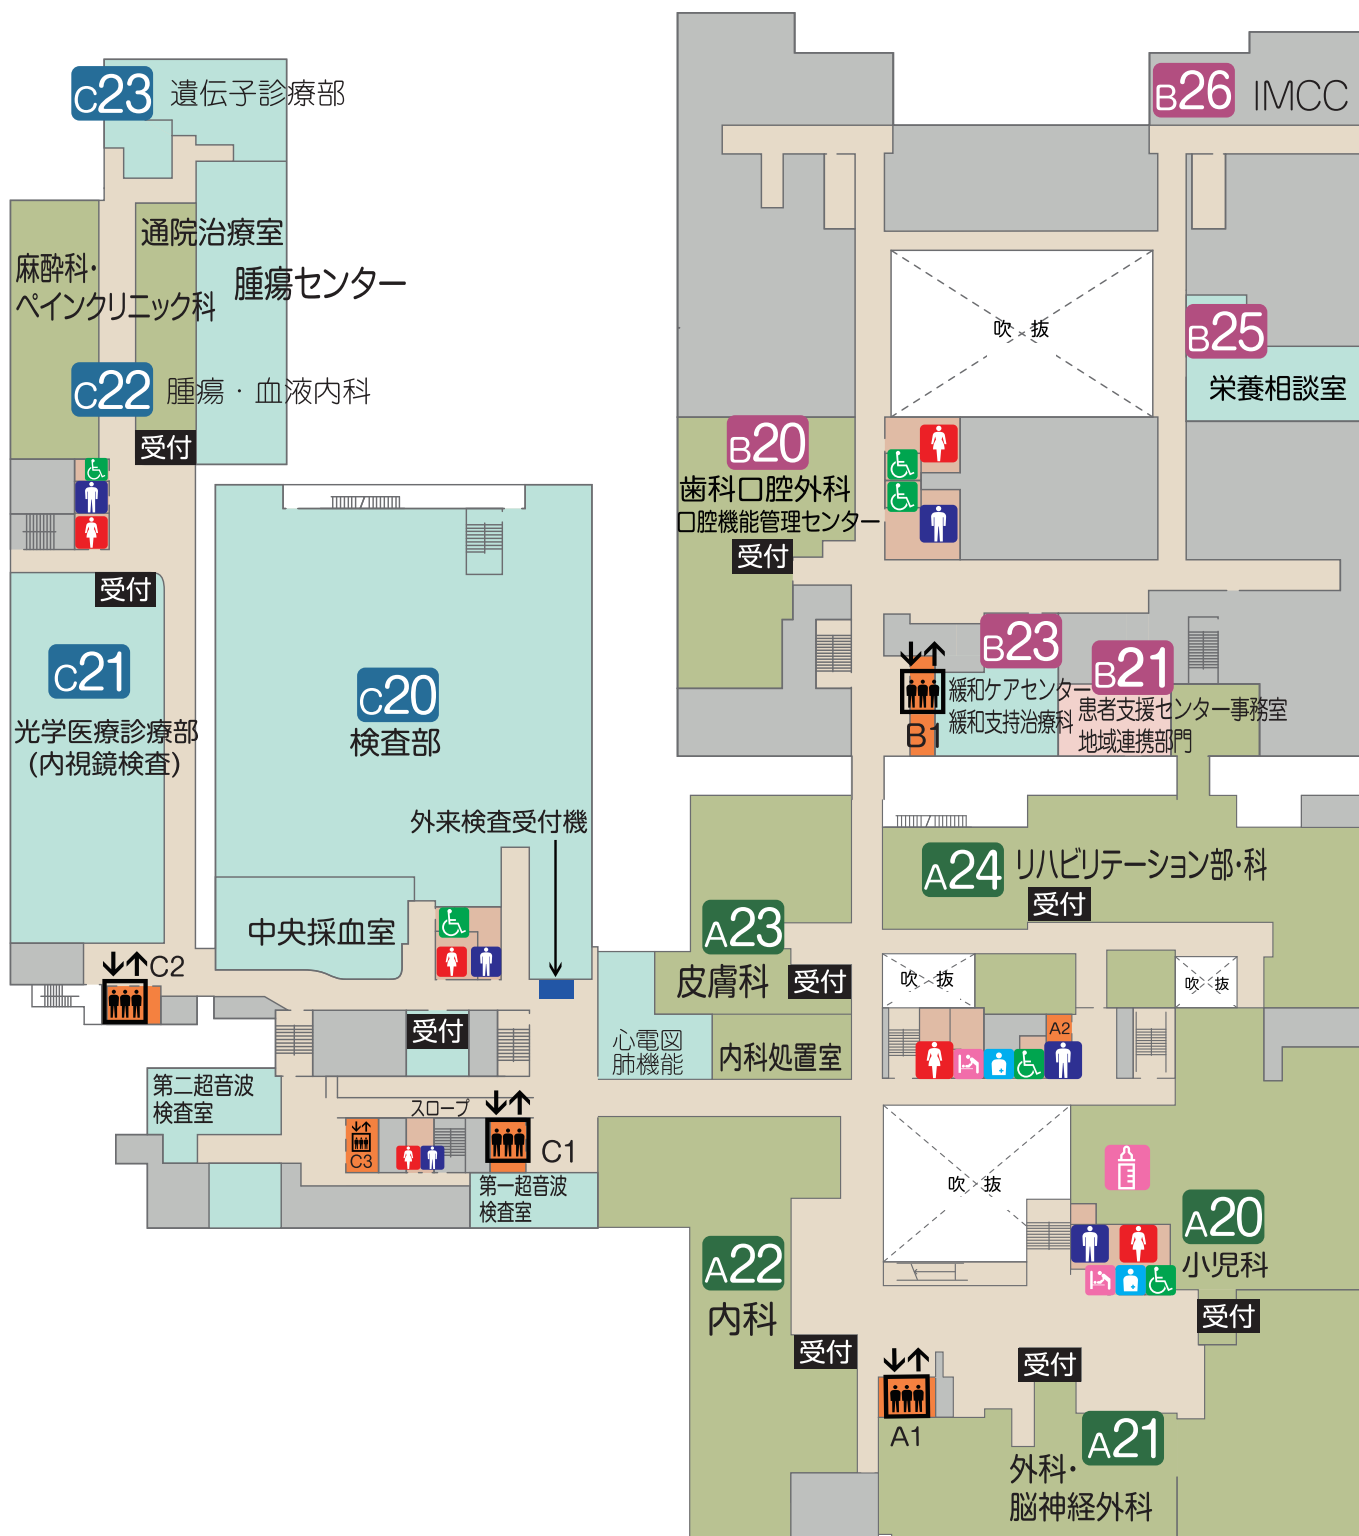 C23 遺伝子診療部
通院治療室
腫瘍センター
麻酔科・
ペインクリニック科
C22 腫瘍・血液内科
受付
受付
C21
光学医療診療部
(内視鏡検査)
C20
検査部
外来検査受付機
中央採血室
C2
受付
第二超音波
検査室
スロープ
C3
C1
第一超音波
検査室
心電図
肺機能
B26 IMCC
吹 抜
B25
栄養相談室
B20
歯科口腔外科
口腔機能管理センター
受付
B23
緩和ケアセンター
緩和支持治療科
B1
B21
患者支援センター事務室
地域連携部門
A24 リハビリテーション部・科
受付
A23
皮膚科
受付
内科処置室
吹 抜
吹 抜
A2
吹 抜
A20
小児科
受付
A22
内科
受付
受付
A1
A21
外科・
脳神経外科